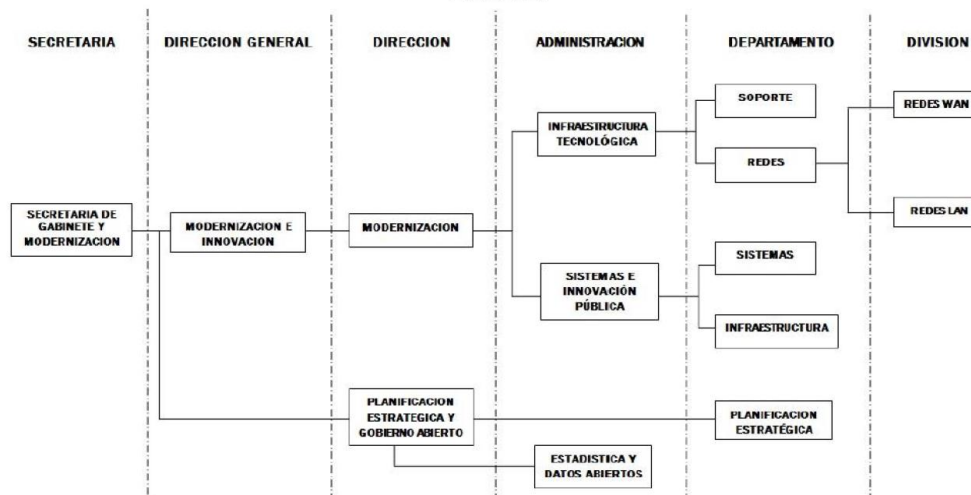 SECRETARIA DIRECCION GENERAL DIRECCION ADMINISTRACION DEPARTAMENTO DIVISION
SOPORTE
REDES WAN
INFRAESTRUCTURA
TECNOLÓGICA
REDES
SECRETARIA DE
GABINETE Y
MODERNIZACION
MODERNIZACION E
INNOVACION
MODERNIZACION
REDES LAN
SISTEMAS E
INNOVACIÓN
PÚBLICA
SISTEMAS
INFRAESTRUCTURA
PLANIFICACION
ESTRATEGICA Y
GOBIERNO ABIERTO
PLANIFICACION
ESTRATÉGICA
ESTADISTICA Y
DATOS ABIERTOS